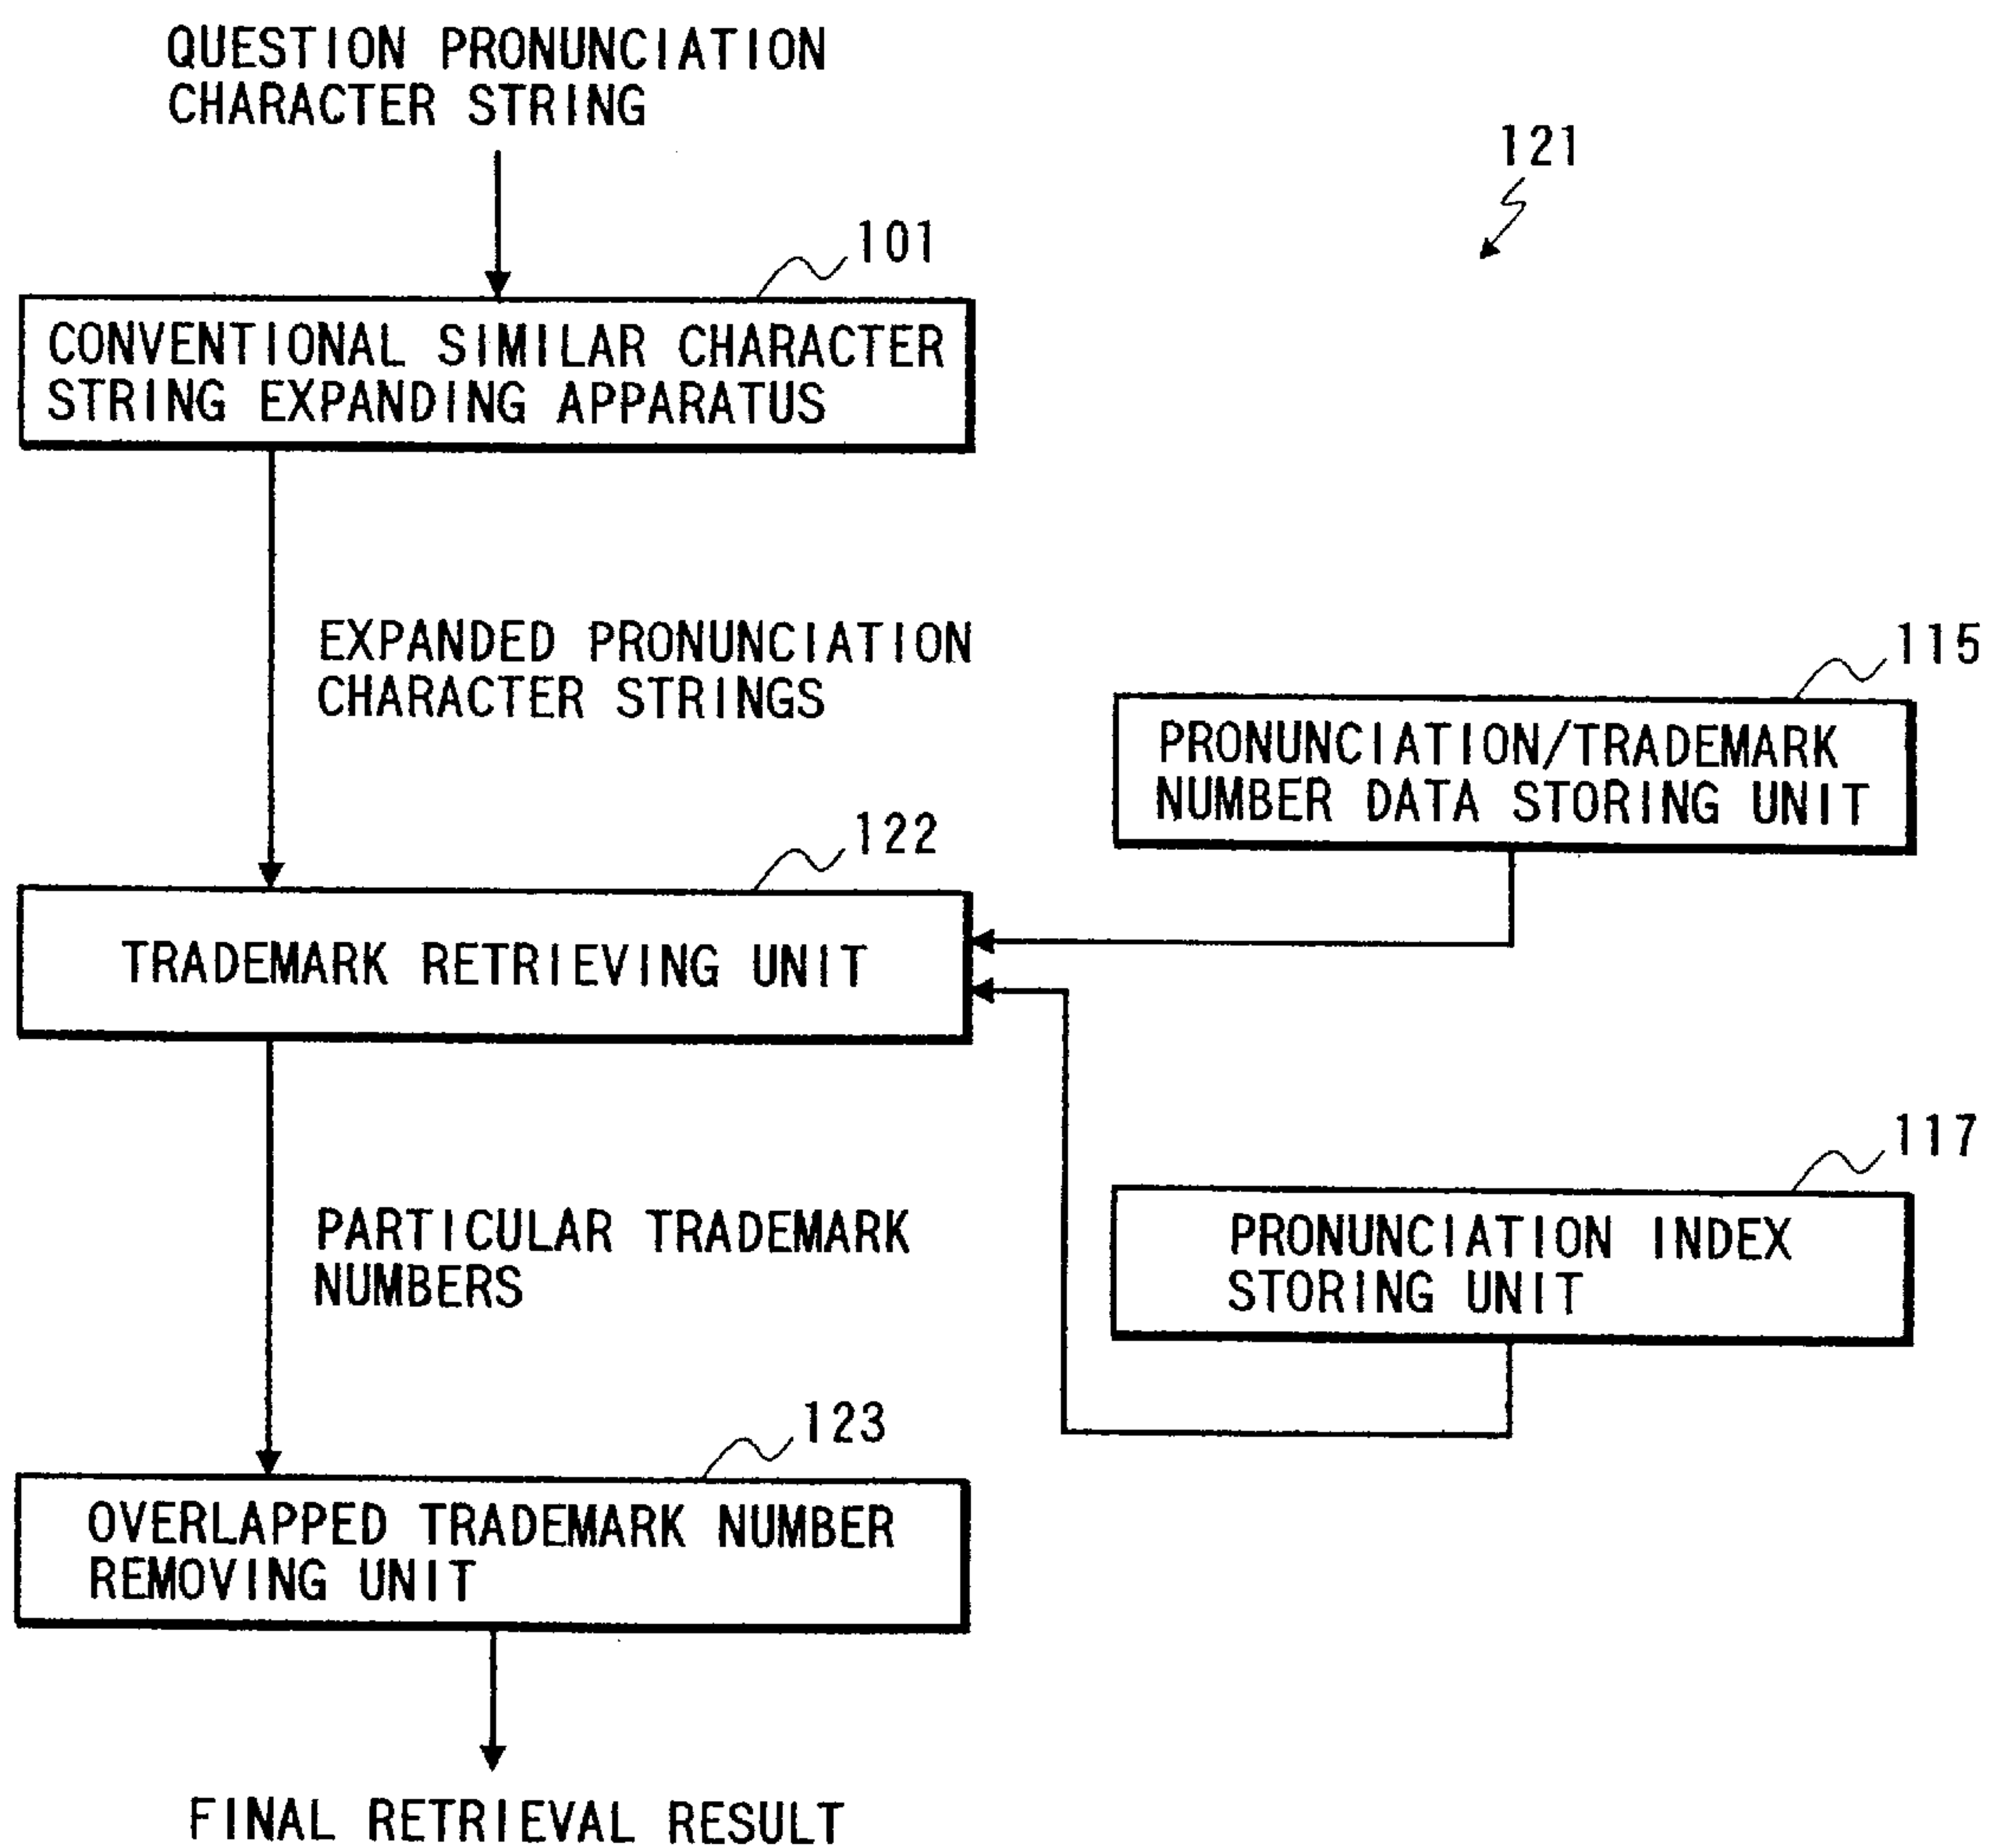 QUESTION PRONUNCIATION
CHARACTER STRING
121
101
CONVENTIONAL SIMILAR CHARACTER
STRING EXPANDING APPARATUS
EXPANDED PRONUNCIATION
CHARACTER STRINGS
115
PRONUNCIATION/TRADEMARK
NUMBER DATA STORING UNIT
122
TRADEMARK RETRIEVING UNIT
117
PRONUNCIATION INDEX
STORING UNIT
PARTICULAR TRADEMARK
NUMBERS
123
OVERLAPPED TRADEMARK NUMBER
REMOVING UNIT
FINAL RETRIEVAL RESULT